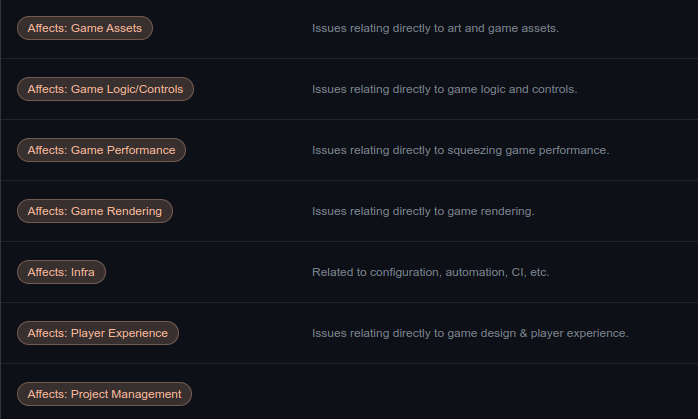 Affects: Game Assets
Issues relating directly to art and game assets.
Affects: Game Logic/Controls
Issues relating directly to game logic and controls.
Affects: Game Performance
Issues relating directly to squeezing game performance.
Affects: Game Rendering
Issues relating directly to game rendering.
Affects: Infra
Related to configuration, automation, CI, etc.
Affects: Player Experience
Issues relating directly to game design & player experience.
Affects: Project Management